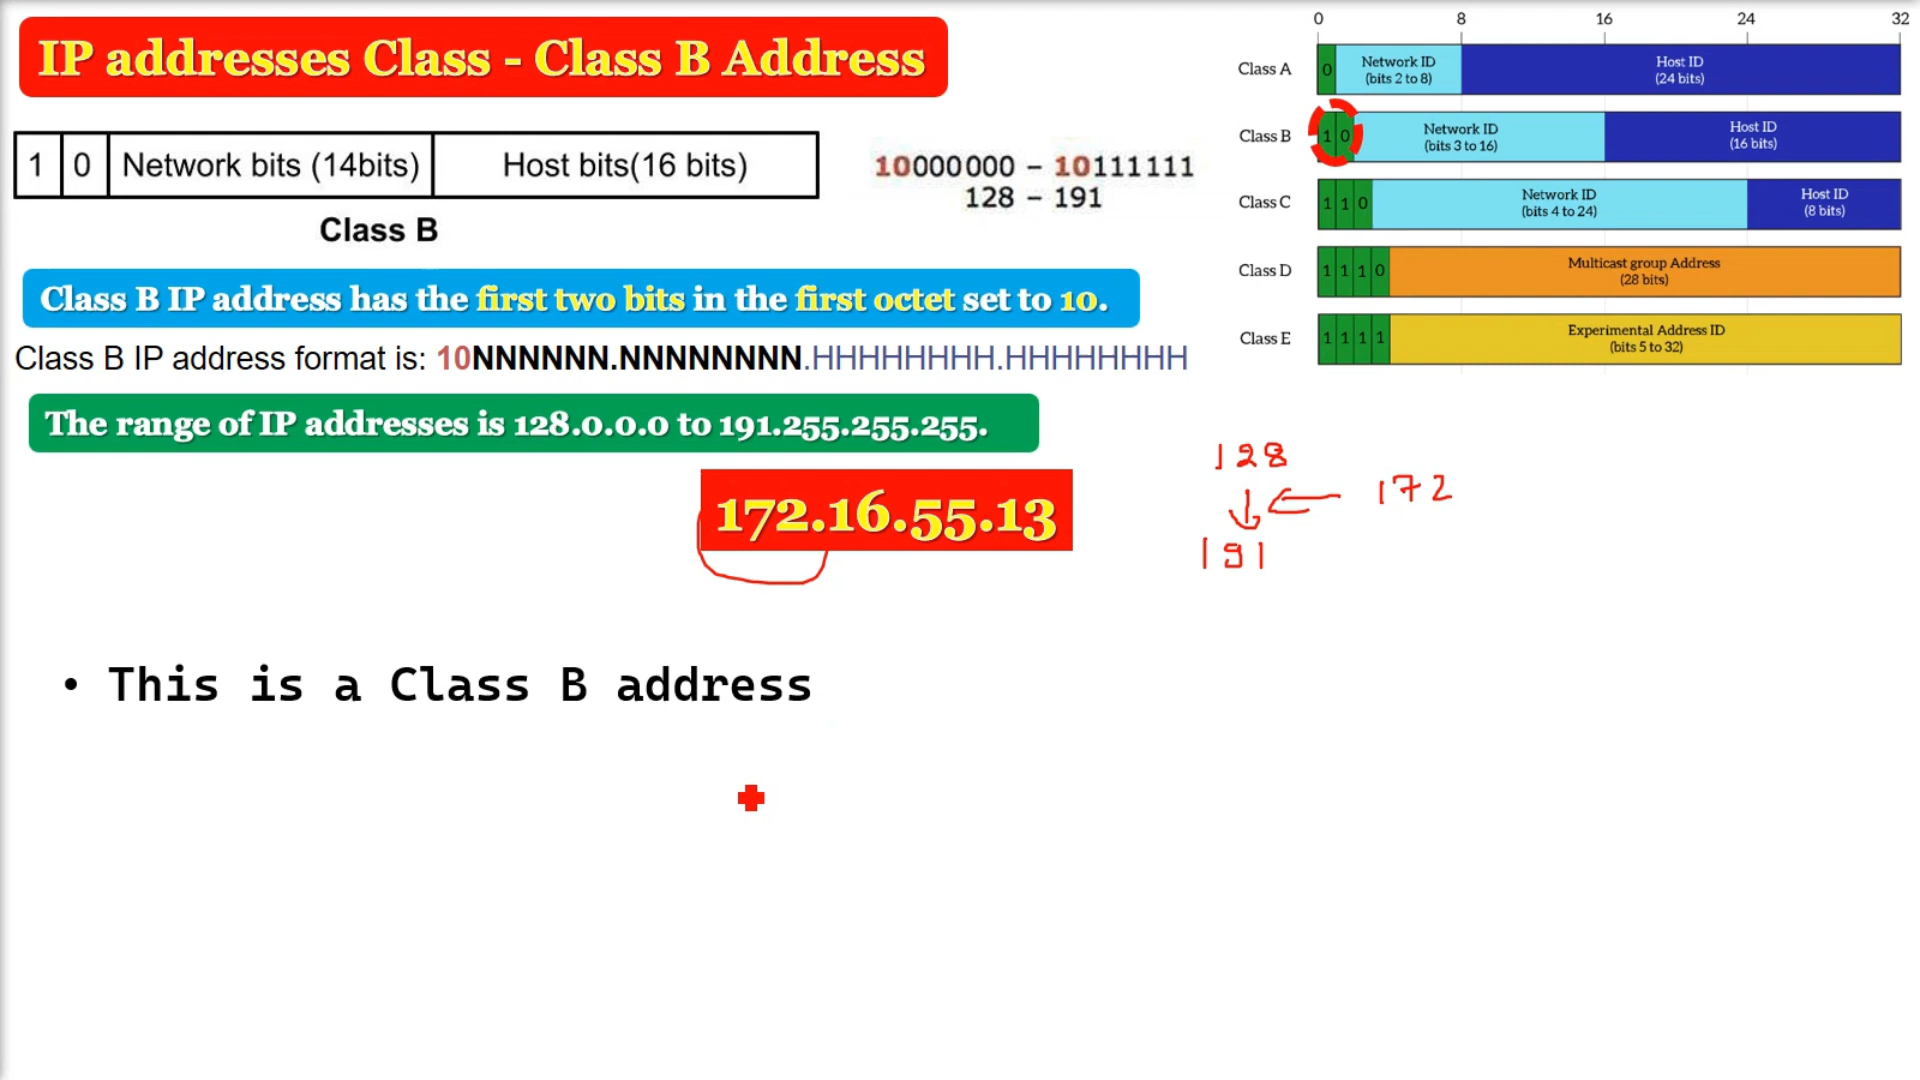 IP addresses Class - Class B Address
1 0 Network bits (14bits) Host bits(16 bits)
Class B
10000000 – 10111111
128 – 191
Class B IP address has the first two bits in the first octet set to 10.
Class B IP address format is: 10NNNNNN.NNNNNNNN.HHHHHHHH.HHHHHHHH
The range of IP addresses is 128.0.0.0 to 191.255.255.255.
172.16.55.13
• This is a Class B address
0 8 16 24 32
Class A 0 Network ID (bits 2 to 8) Host ID (24 bits)
Class B 1 0 Network ID (bits 3 to 16) Host ID (16 bits)
Class C 1 1 0 Network ID (bits 4 to 24) Host ID (8 bits)
Class D 1 1 1 0 Multicast group Address (28 bits)
Class E 1 1 1 1 Experimental Address ID (bits 5 to 32)
128
172
191